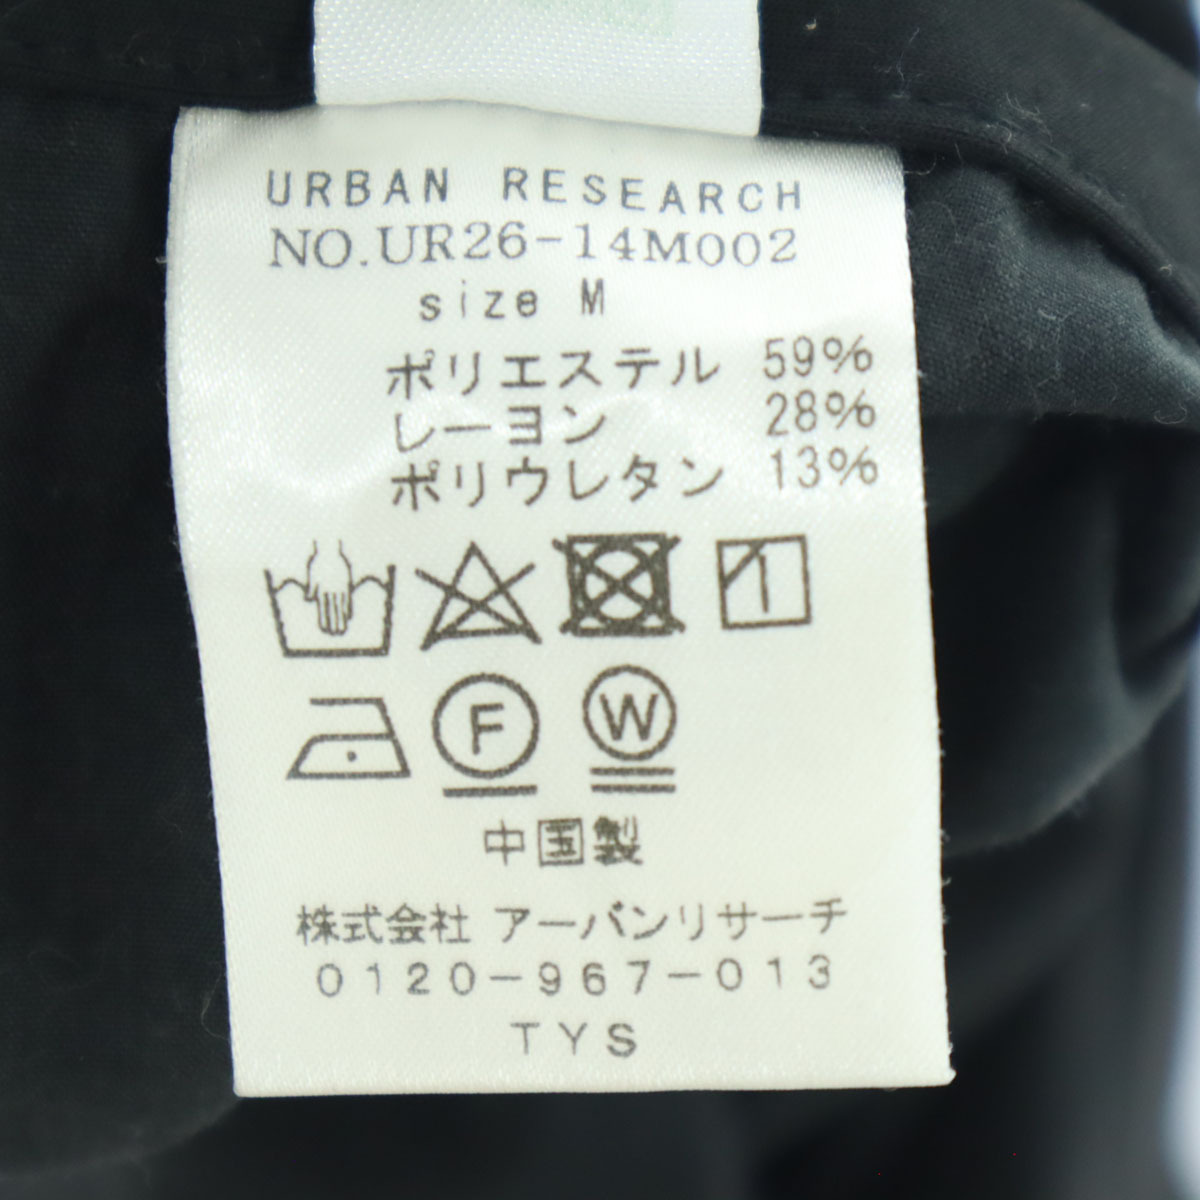 URBAN RESEARCH
NO.UR26-14M002
size M
ポリエステル 59%
レーヨン 28%
ポリウレタン 13%
F
W
中国製
株式会社 アーバンリサーチ
0120-967-013
TYS